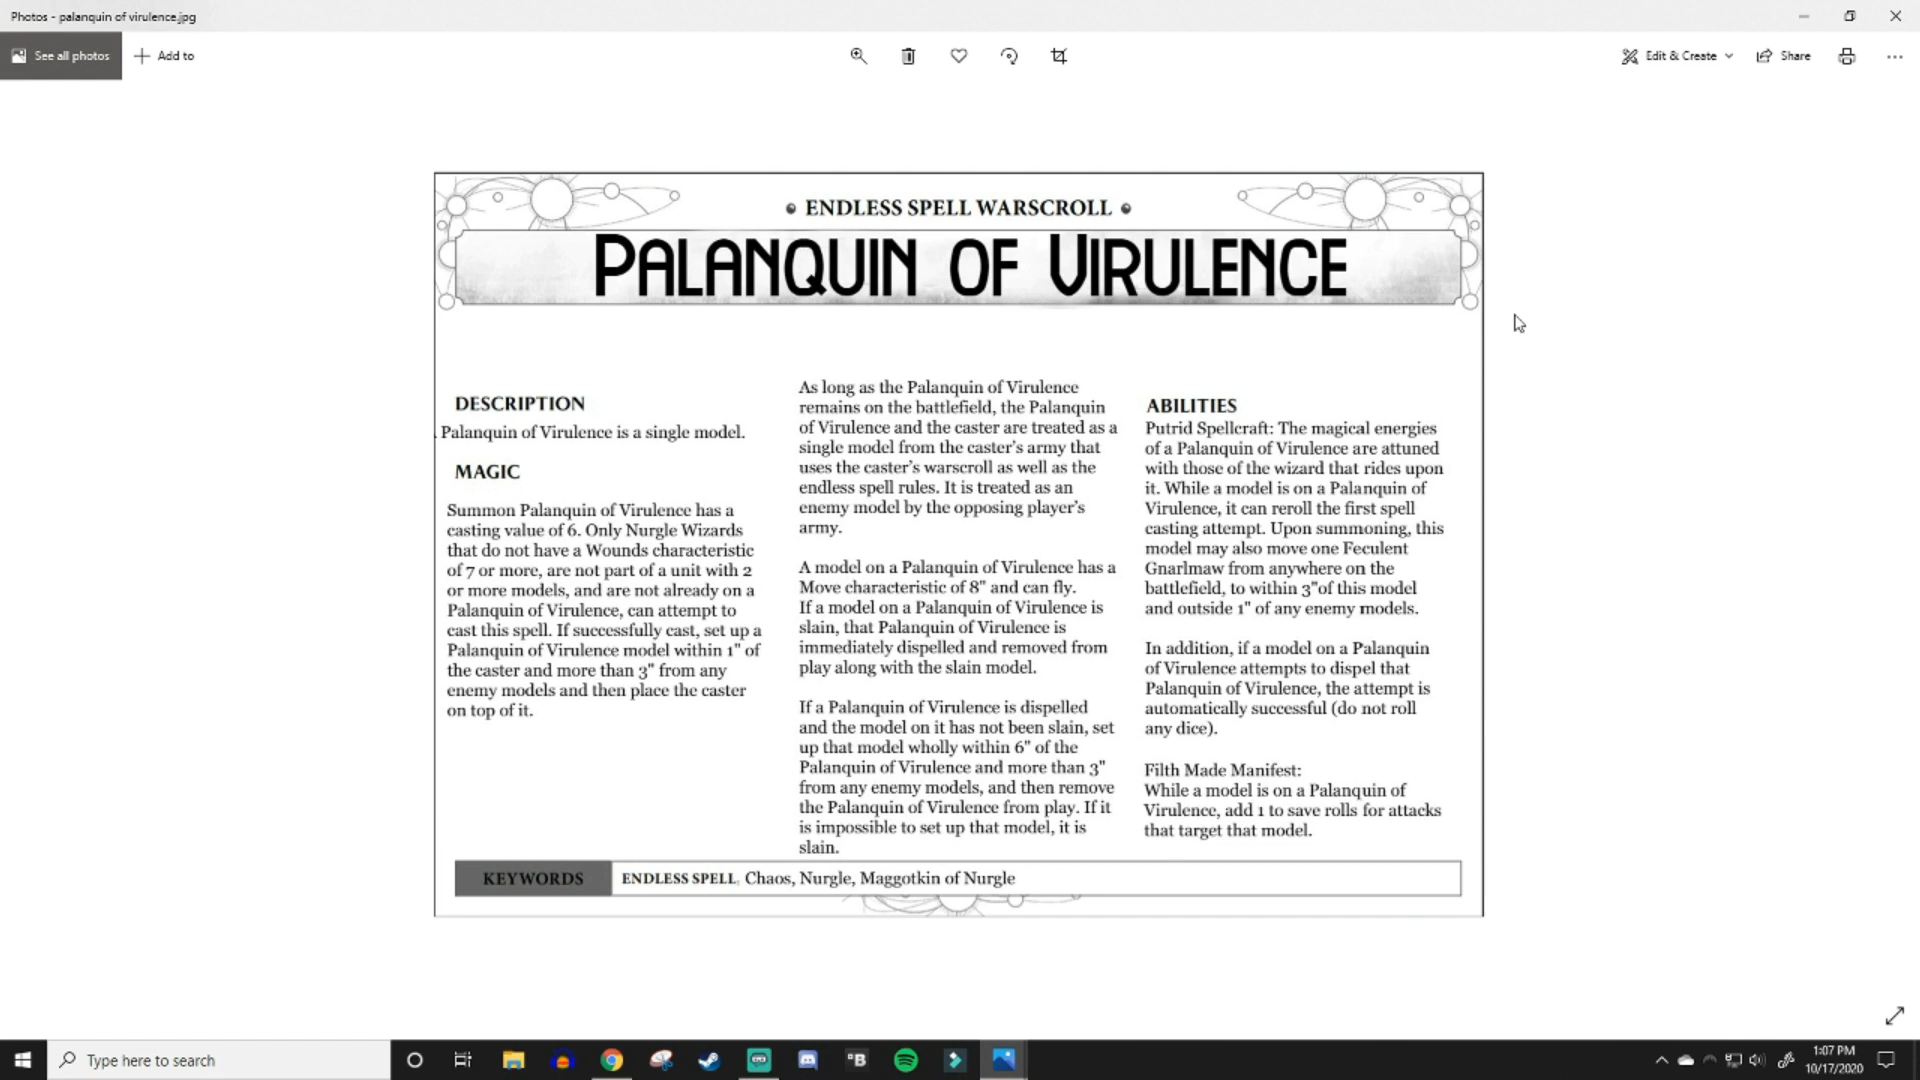 Photos - palanquin of virulence.jpg
See all photos
Add to
Edit & Create
Share
ENDLESS SPELL WARSCROLL
PALANQUIN OF VIRULENCE
DESCRIPTION
Palanquin of Virulence is a single model.
MAGIC
Summon Palanquin of Virulence has a
casting value of 6. Only Nurgle Wizards
that do not have a Wounds characteristic
of 7 or more, are not part of a unit with 2
or more models, and are not already on a
Palanquin of Virulence, can attempt to
cast this spell. If successfully cast, set up a
Palanquin of Virulence model within 1" of
the caster and more than 3" from any
enemy models and then place the caster
on top of it.
As long as the Palanquin of Virulence
remains on the battlefield, the Palanquin
of Virulence and the caster are treated as a
single model from the caster's army that
uses the caster's warscroll as well as the
endless spell rules. It is treated as an
enemy model by the opposing player's
army.
A model on a Palanquin of Virulence has a
Move characteristic of 8" and can fly.
If a model on a Palanquin of Virulence is
slain, that Palanquin of Virulence is
immediately dispelled and removed from
play along with the slain model.
If a Palanquin of Virulence is dispelled
and the model on it has not been slain, set
up that model wholly within 6" of the
Palanquin of Virulence and more than 3"
from any enemy models, and then remove
the Palanquin of Virulence from play. If it
is impossible to set up that model, it is
slain.
ABILITIES
Putrid Spellcraft: The magical energies
of a Palanquin of Virulence are attuned
with those of the wizard that rides upon
it. While a model is on a Palanquin of
Virulence, it can reroll the first spell
casting attempt. Upon summoning, this
model may also move one Feculent
Gnarlmaw from anywhere on the
battlefield, to within 3"of this model
and outside 1" of any enemy models.
In addition, if a model on a Palanquin
of Virulence attempts to dispel that
Palanquin of Virulence, the attempt is
automatically successful (do not roll
any dice).
Filth Made Manifest:
While a model is on a Palanquin of
Virulence, add 1 to save rolls for attacks
that target that model.
KEYWORDS
ENDLESS SPELL, Chaos, Nurgle, Maggotkin of Nurgle
Type here to search
°B
1:07 PM
10/17/2020